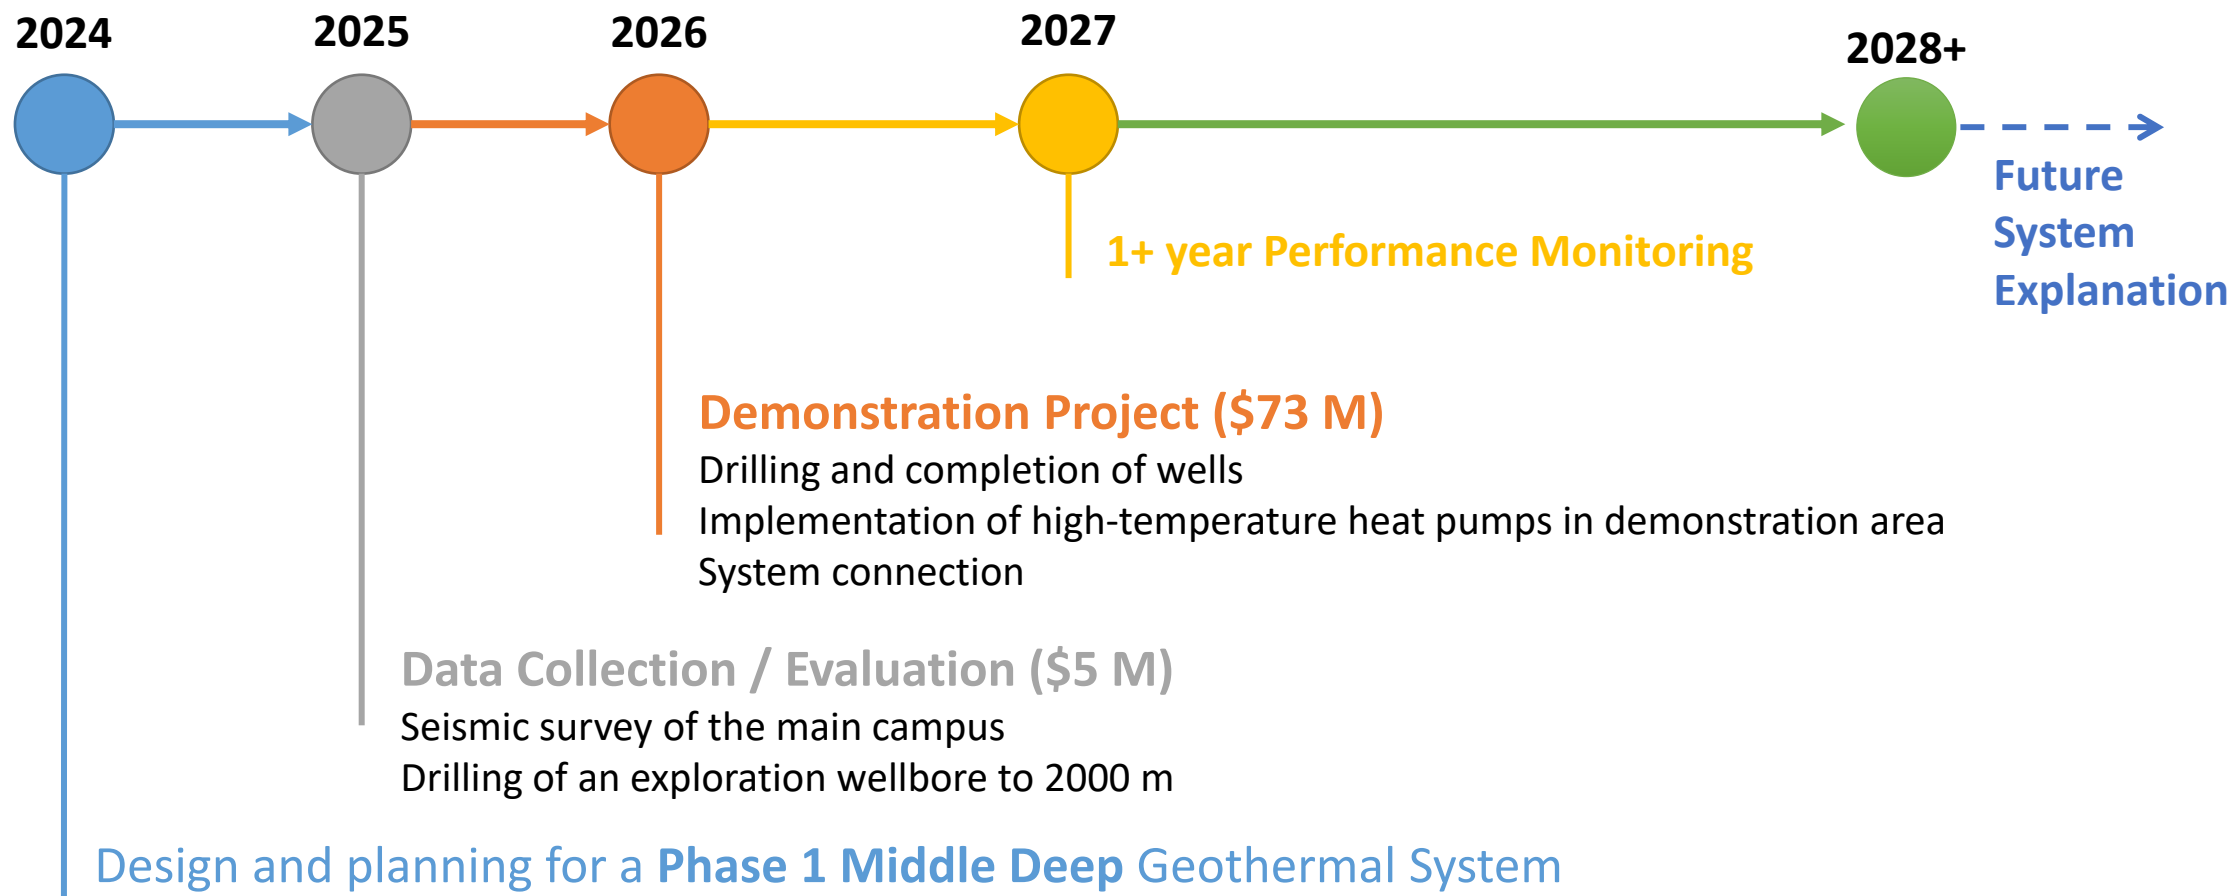 2024
2025
2026
2027
2028+
Future
System
Explanation
1+ year Performance Monitoring
Demonstration Project ($73 M)
Drilling and completion of wells
Implementation of high-temperature heat pumps in demonstration area
System connection
Data Collection / Evaluation ($5 M)
Seismic survey of the main campus
Drilling of an exploration wellbore to 2000 m
Design and planning for a Phase 1 Middle Deep Geothermal System